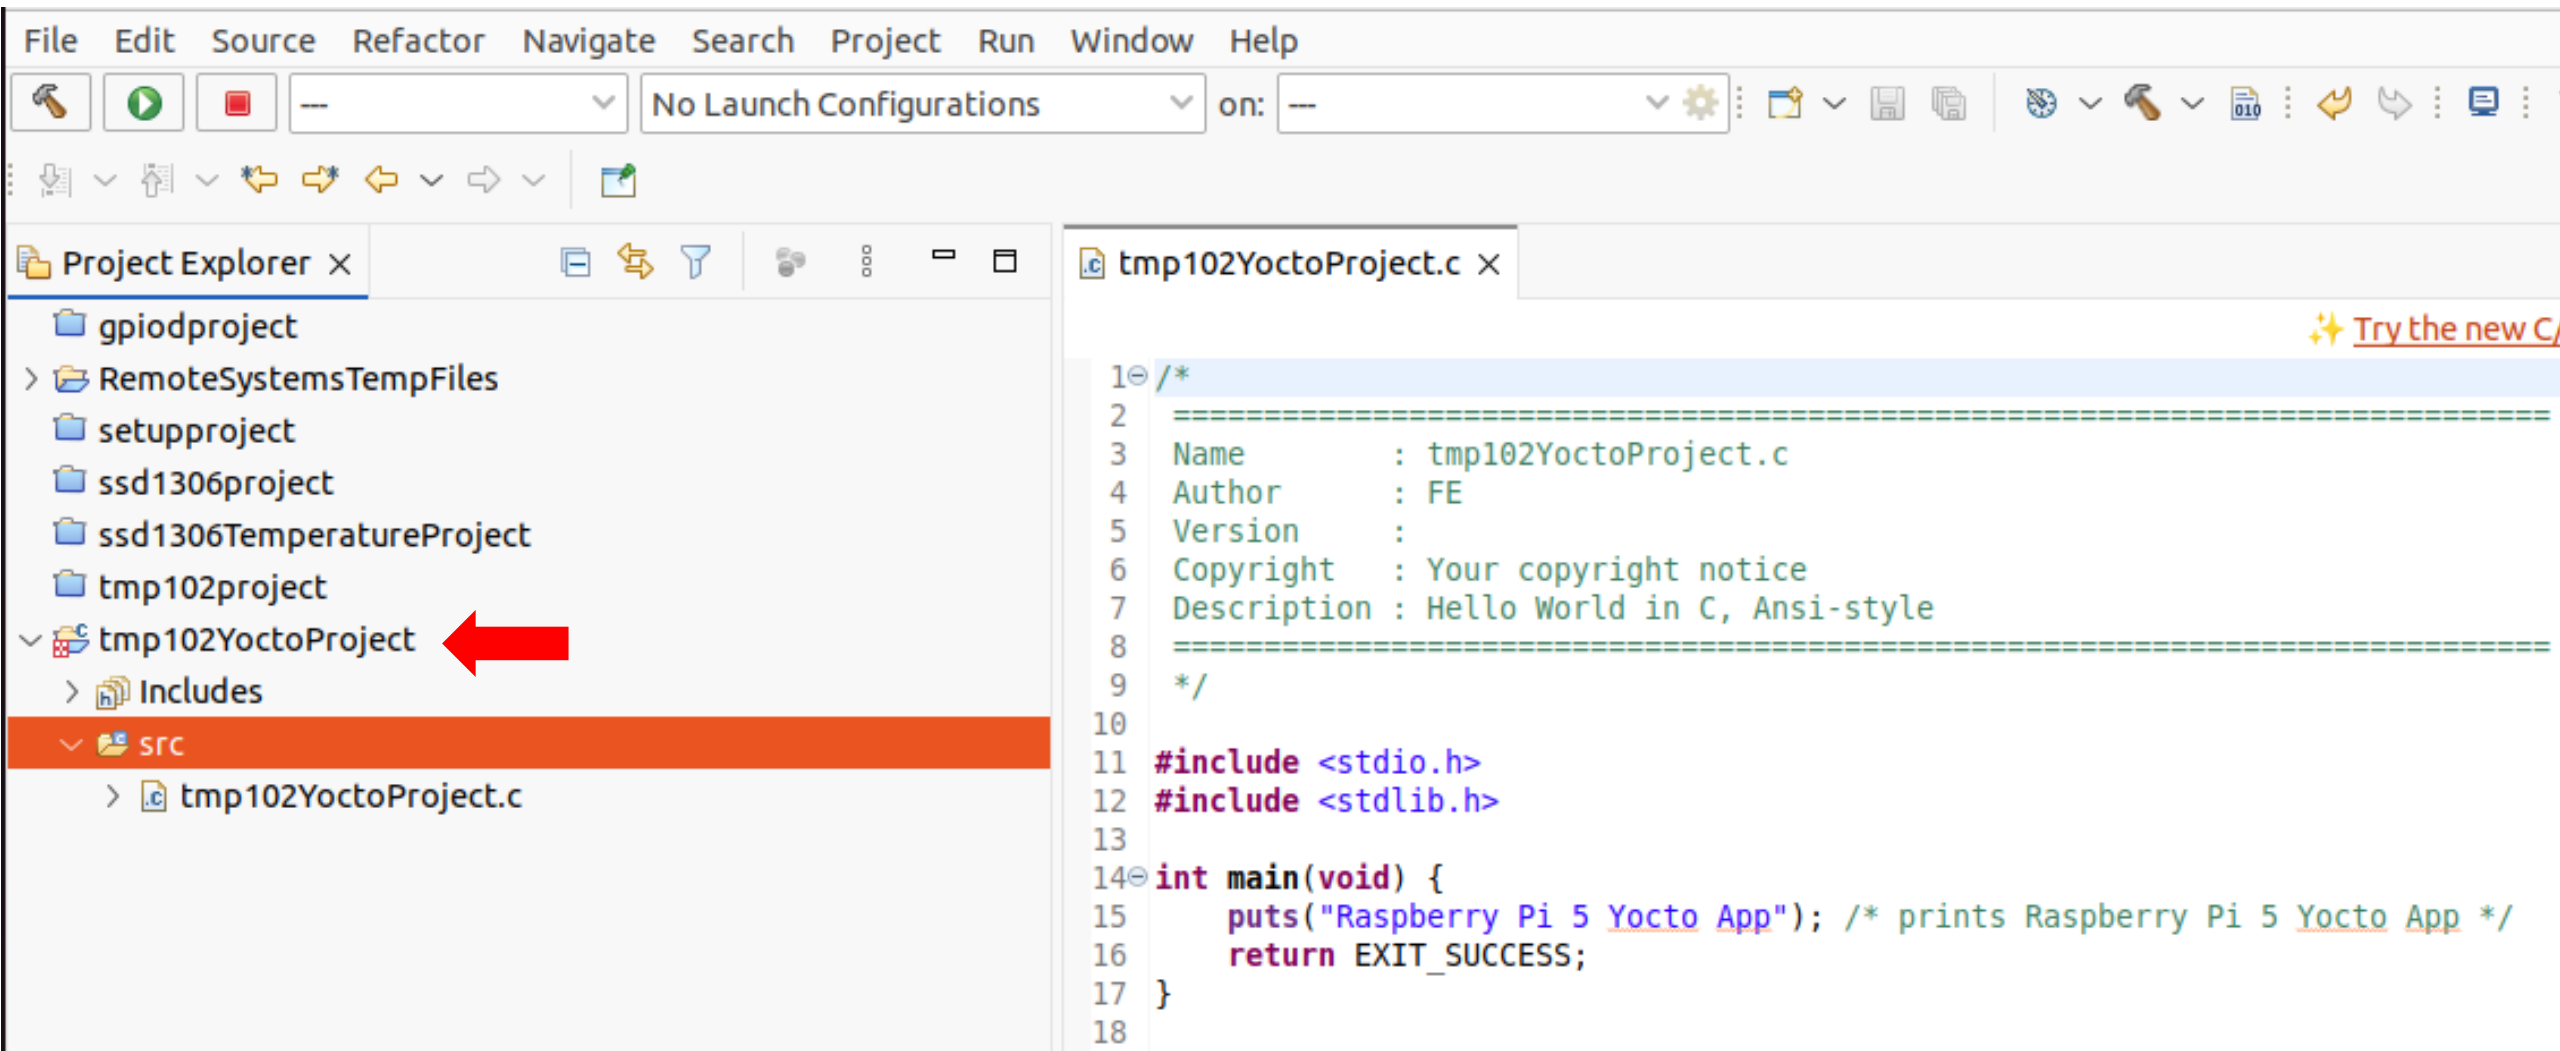 File Edit Source Refactor Navigate Search Project Run Window Help
--- No Launch Configurations on: ---
Project Explorer
gpiodproject
RemoteSystemsTempFiles
setupproject
ssd1306project
ssd1306TemperatureProject
tmp102project
tmp102YoctoProject
Includes
src
tmp102YoctoProject.c
tmp102YoctoProject.c
Try the new C/
1 /*
2 ============================================================================
3 Name : tmp102YoctoProject.c
4 Author : FE
5 Version :
6 Copyright : Your copyright notice
7 Description : Hello World in C, Ansi-style
8 ============================================================================
9 */
10
11 #include <stdio.h>
12 #include <stdlib.h>
13
14 int main(void) {
15 puts("Raspberry Pi 5 Yocto App"); /* prints Raspberry Pi 5 Yocto App */
16 return EXIT_SUCCESS;
17 }
18